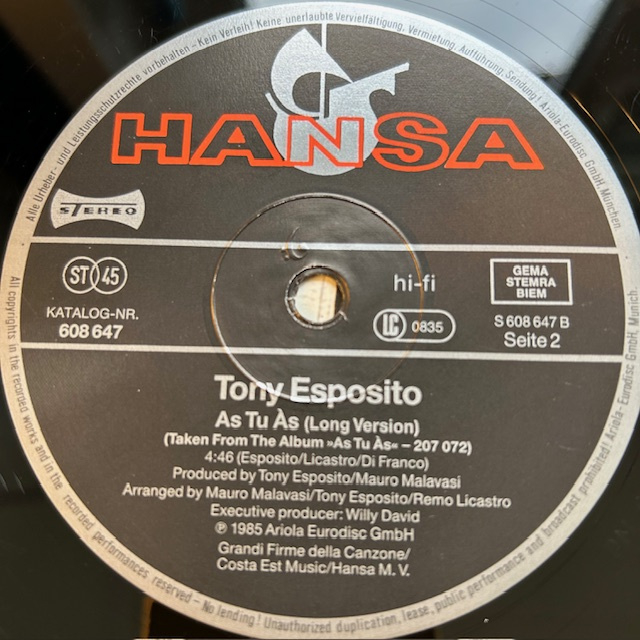 Alle Urheber- und Leistungsschutzrechte vorbehalten – Kein Verleih! Keine unerlaubte Vervielfältigung, Vermietung, Aufführung, Sendung! Ariola-Eurodisc GmbH, München.
HANSA
STEREO
ST 45
KATALOG-NR.
608 647
hi-fi
LC 0835
GEMA
STEMRA
BIEM
S 608 647 B
Seite 2
Tony Esposito
As Tu Às (Long Version)
(Taken From The Album »As Tu Às« – 207 072)
4:46 (Esposito/Licastro/Di Franco)
Produced by Tony Esposito/Mauro Malavasi
Arranged by Mauro Malavasi/Tony Esposito/Remo Licastro
Executive producer: Willy David
℗ 1985 Ariola Eurodisc GmbH
Grandi Firme della Canzone/
Costa Est Music/Hansa M. V.
All copyrights in the recorded works and in the recorded performances reserved – No lending! Unauthorized duplication, lease, public performance and broadcast prohibited! Ariola-Eurodisc GmbH, Munich.